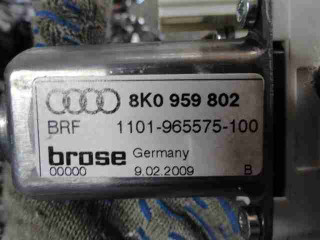 8K0 959 802
BRF 1101-965575-100
brose Germany
00000 9.02.2009 B